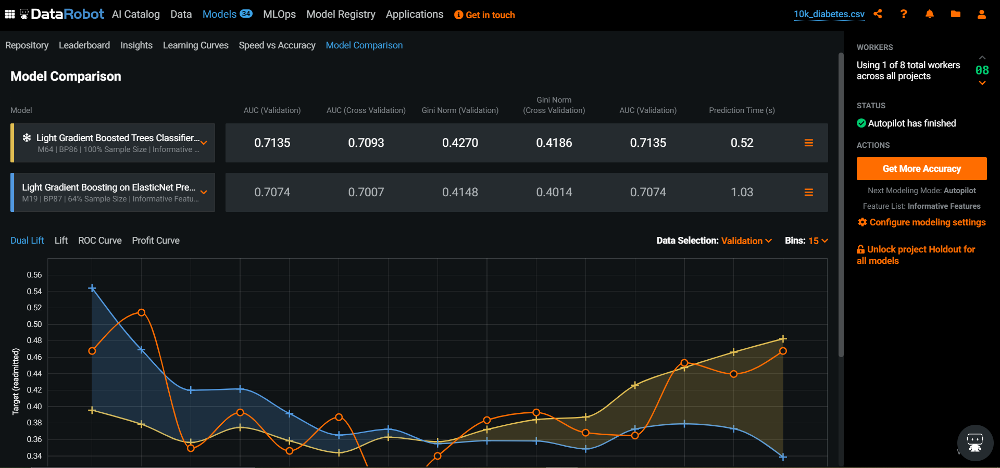 DataRobot AI Catalog Data Models 34 MLOps Model Registry Applications Get in touch 10k_diabetes.csv
Repository Leaderboard Insights Learning Curves Speed vs Accuracy Model Comparison
Model Comparison
Model AUC (Validation) AUC (Cross Validation) Gini Norm (Validation) Gini Norm (Cross Validation) AUC (Validation) Prediction Time (s)
Light Gradient Boosted Trees Classifier...
M64 | BP86 | 100% Sample Size | Informative ...
0.7135 0.7093 0.4270 0.4186 0.7135 0.52
Light Gradient Boosting on ElasticNet Pre...
M19 | BP87 | 64% Sample Size | Informative Featu...
0.7074 0.7007 0.4148 0.4014 0.7074 1.03
Dual Lift Lift ROC Curve Profit Curve Data Selection: Validation Bins: 15
Target (readmitted)
0.56
0.54
0.52
0.50
0.48
0.46
0.44
0.42
0.40
0.38
0.36
0.34
WORKERS
Using 1 of 8 total workers
across all projects
08
STATUS
Autopilot has finished
ACTIONS
Get More Accuracy
Next Modeling Mode: Autopilot
Feature List: Informative Features
Configure modeling settings
Unlock project Holdout for
all models